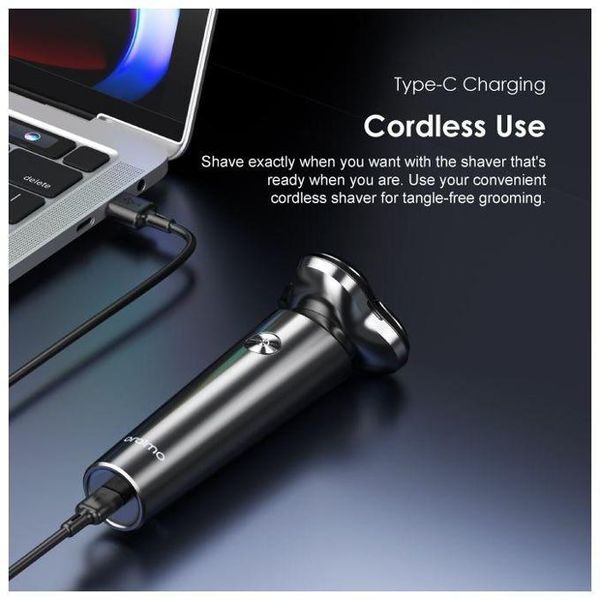 Type-C Charging
Cordless Use
Shave exactly when you want with the shaver that's
ready when you are. Use your convenient
cordless shaver for tangle-free grooming.
delete
oraimo